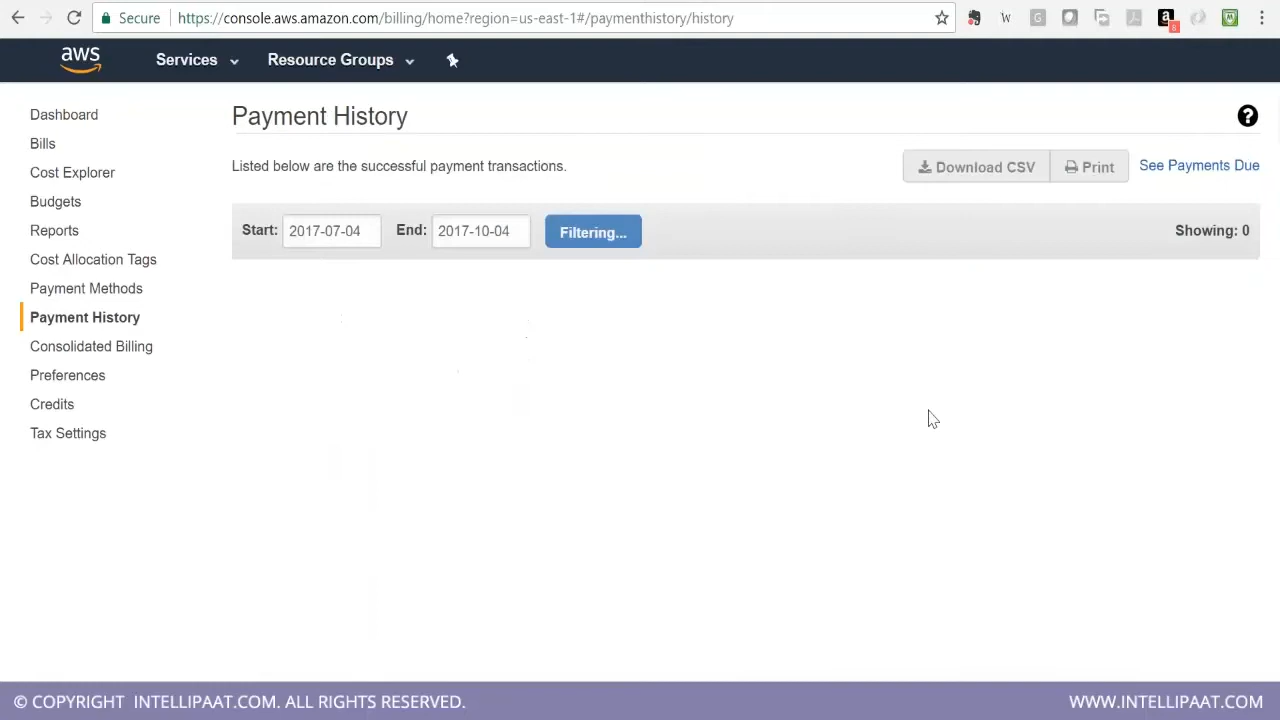 Secure https://console.aws.amazon.com/billing/home?region=us-east-1#/paymenthistory/history
W G a 8 M
aws Services Resource Groups
Dashboard
Bills
Cost Explorer
Budgets
Reports
Cost Allocation Tags
Payment Methods
Payment History
Consolidated Billing
Preferences
Credits
Tax Settings
Payment History ?
Listed below are the successful payment transactions. Download CSV Print See Payments Due
Start: 2017-07-04 End: 2017-10-04 Filtering... Showing: 0
© COPYRIGHT INTELLIPAAT.COM. ALL RIGHTS RESERVED. WWW.INTELLIPAAT.COM